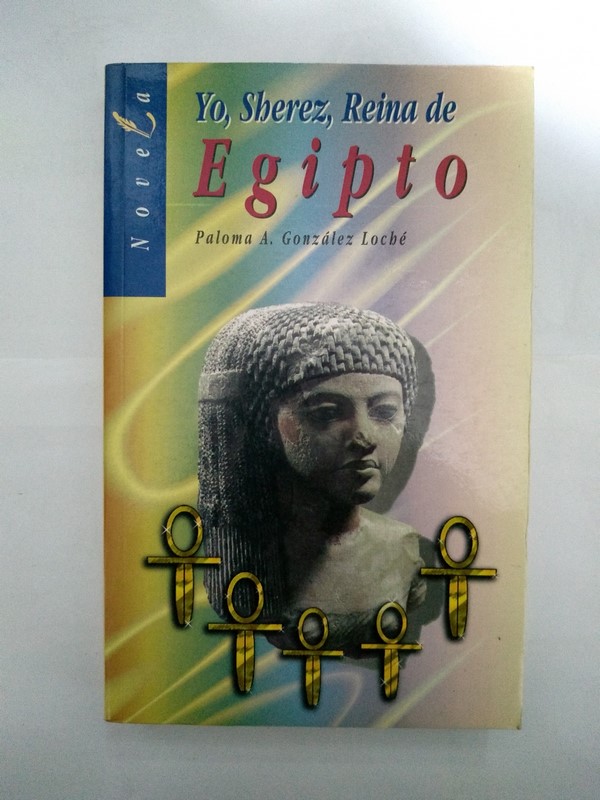 Novela
Yo, Sherez, Reina de
Egipto
Paloma A. González Loché